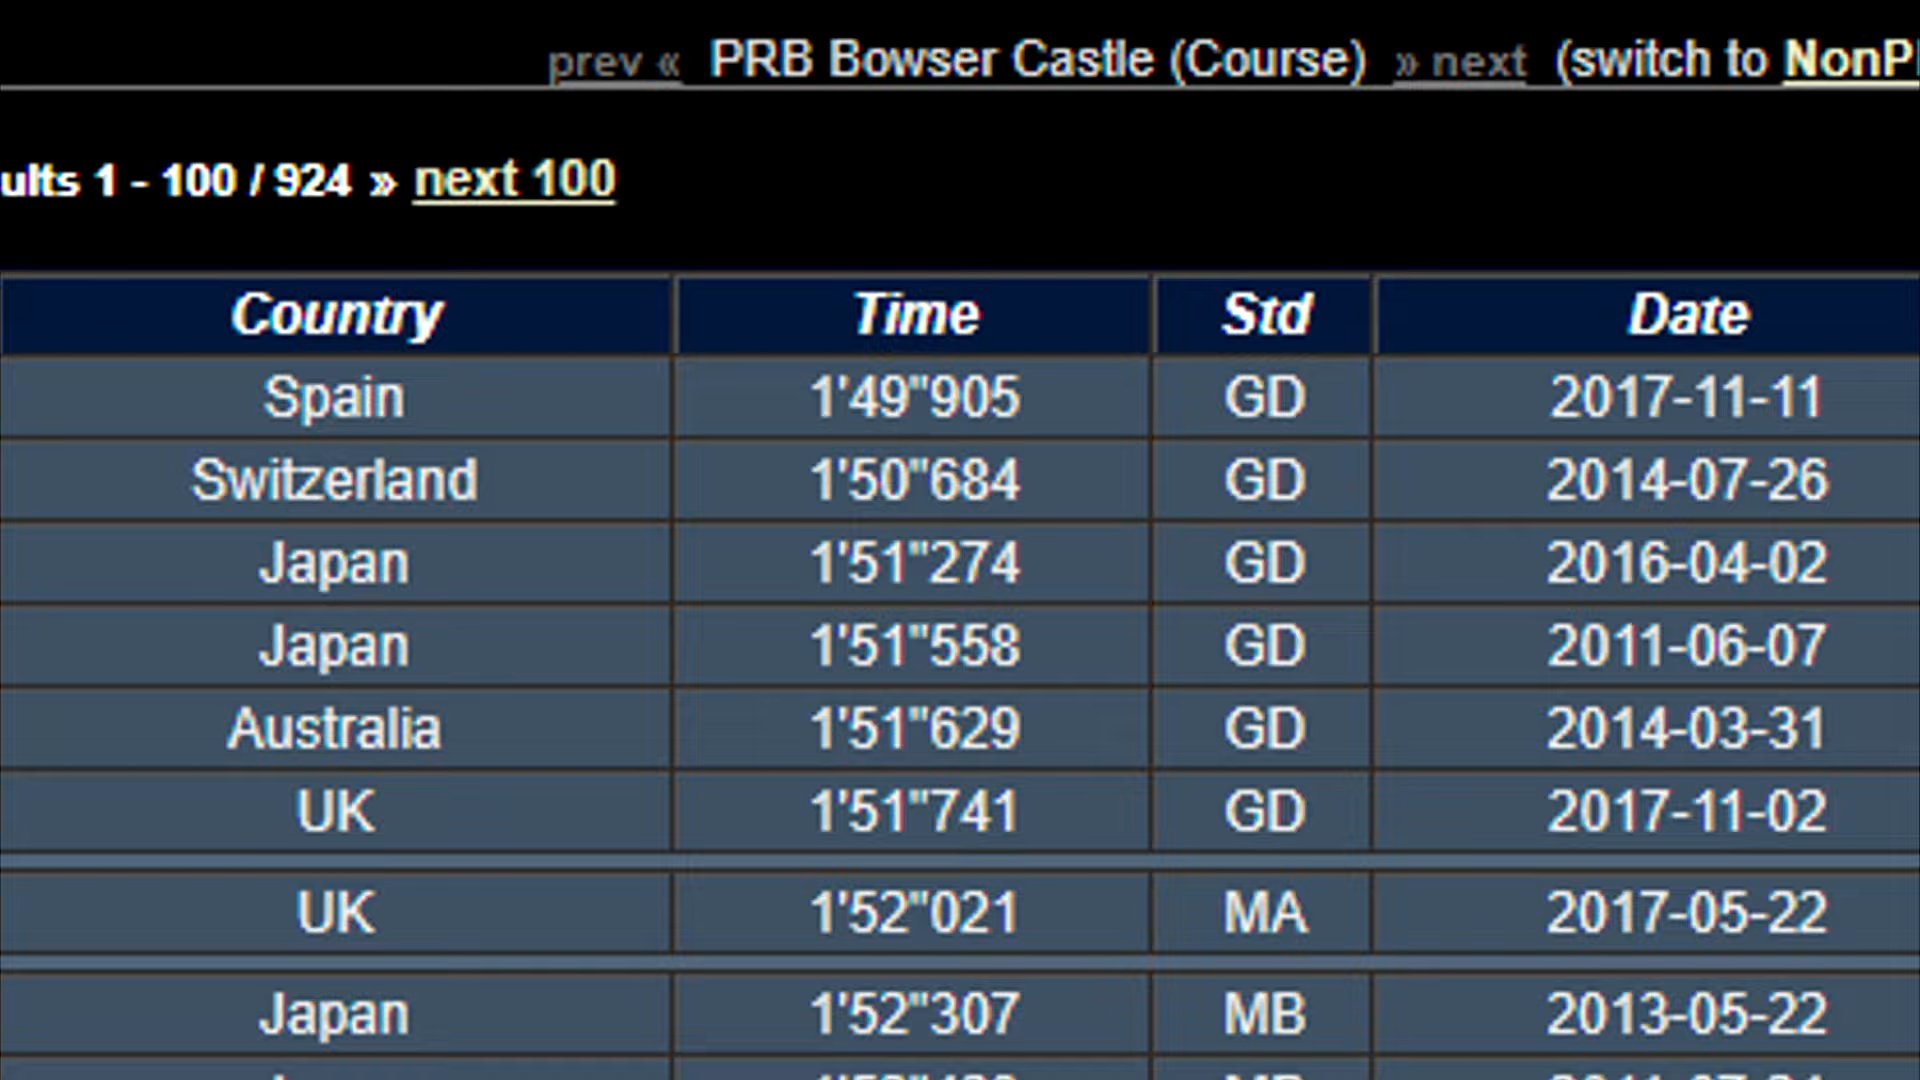 prev « PRB Bowser Castle (Course) » next (switch to NonP
ults 1 - 100 / 924 » next 100
Country Time Std Date
Spain 1'49"905 GD 2017-11-11
Switzerland 1'50"684 GD 2014-07-26
Japan 1'51"274 GD 2016-04-02
Japan 1'51"558 GD 2011-06-07
Australia 1'51"629 GD 2014-03-31
UK 1'51"741 GD 2017-11-02
UK 1'52"021 MA 2017-05-22
Japan 1'52"307 MB 2013-05-22